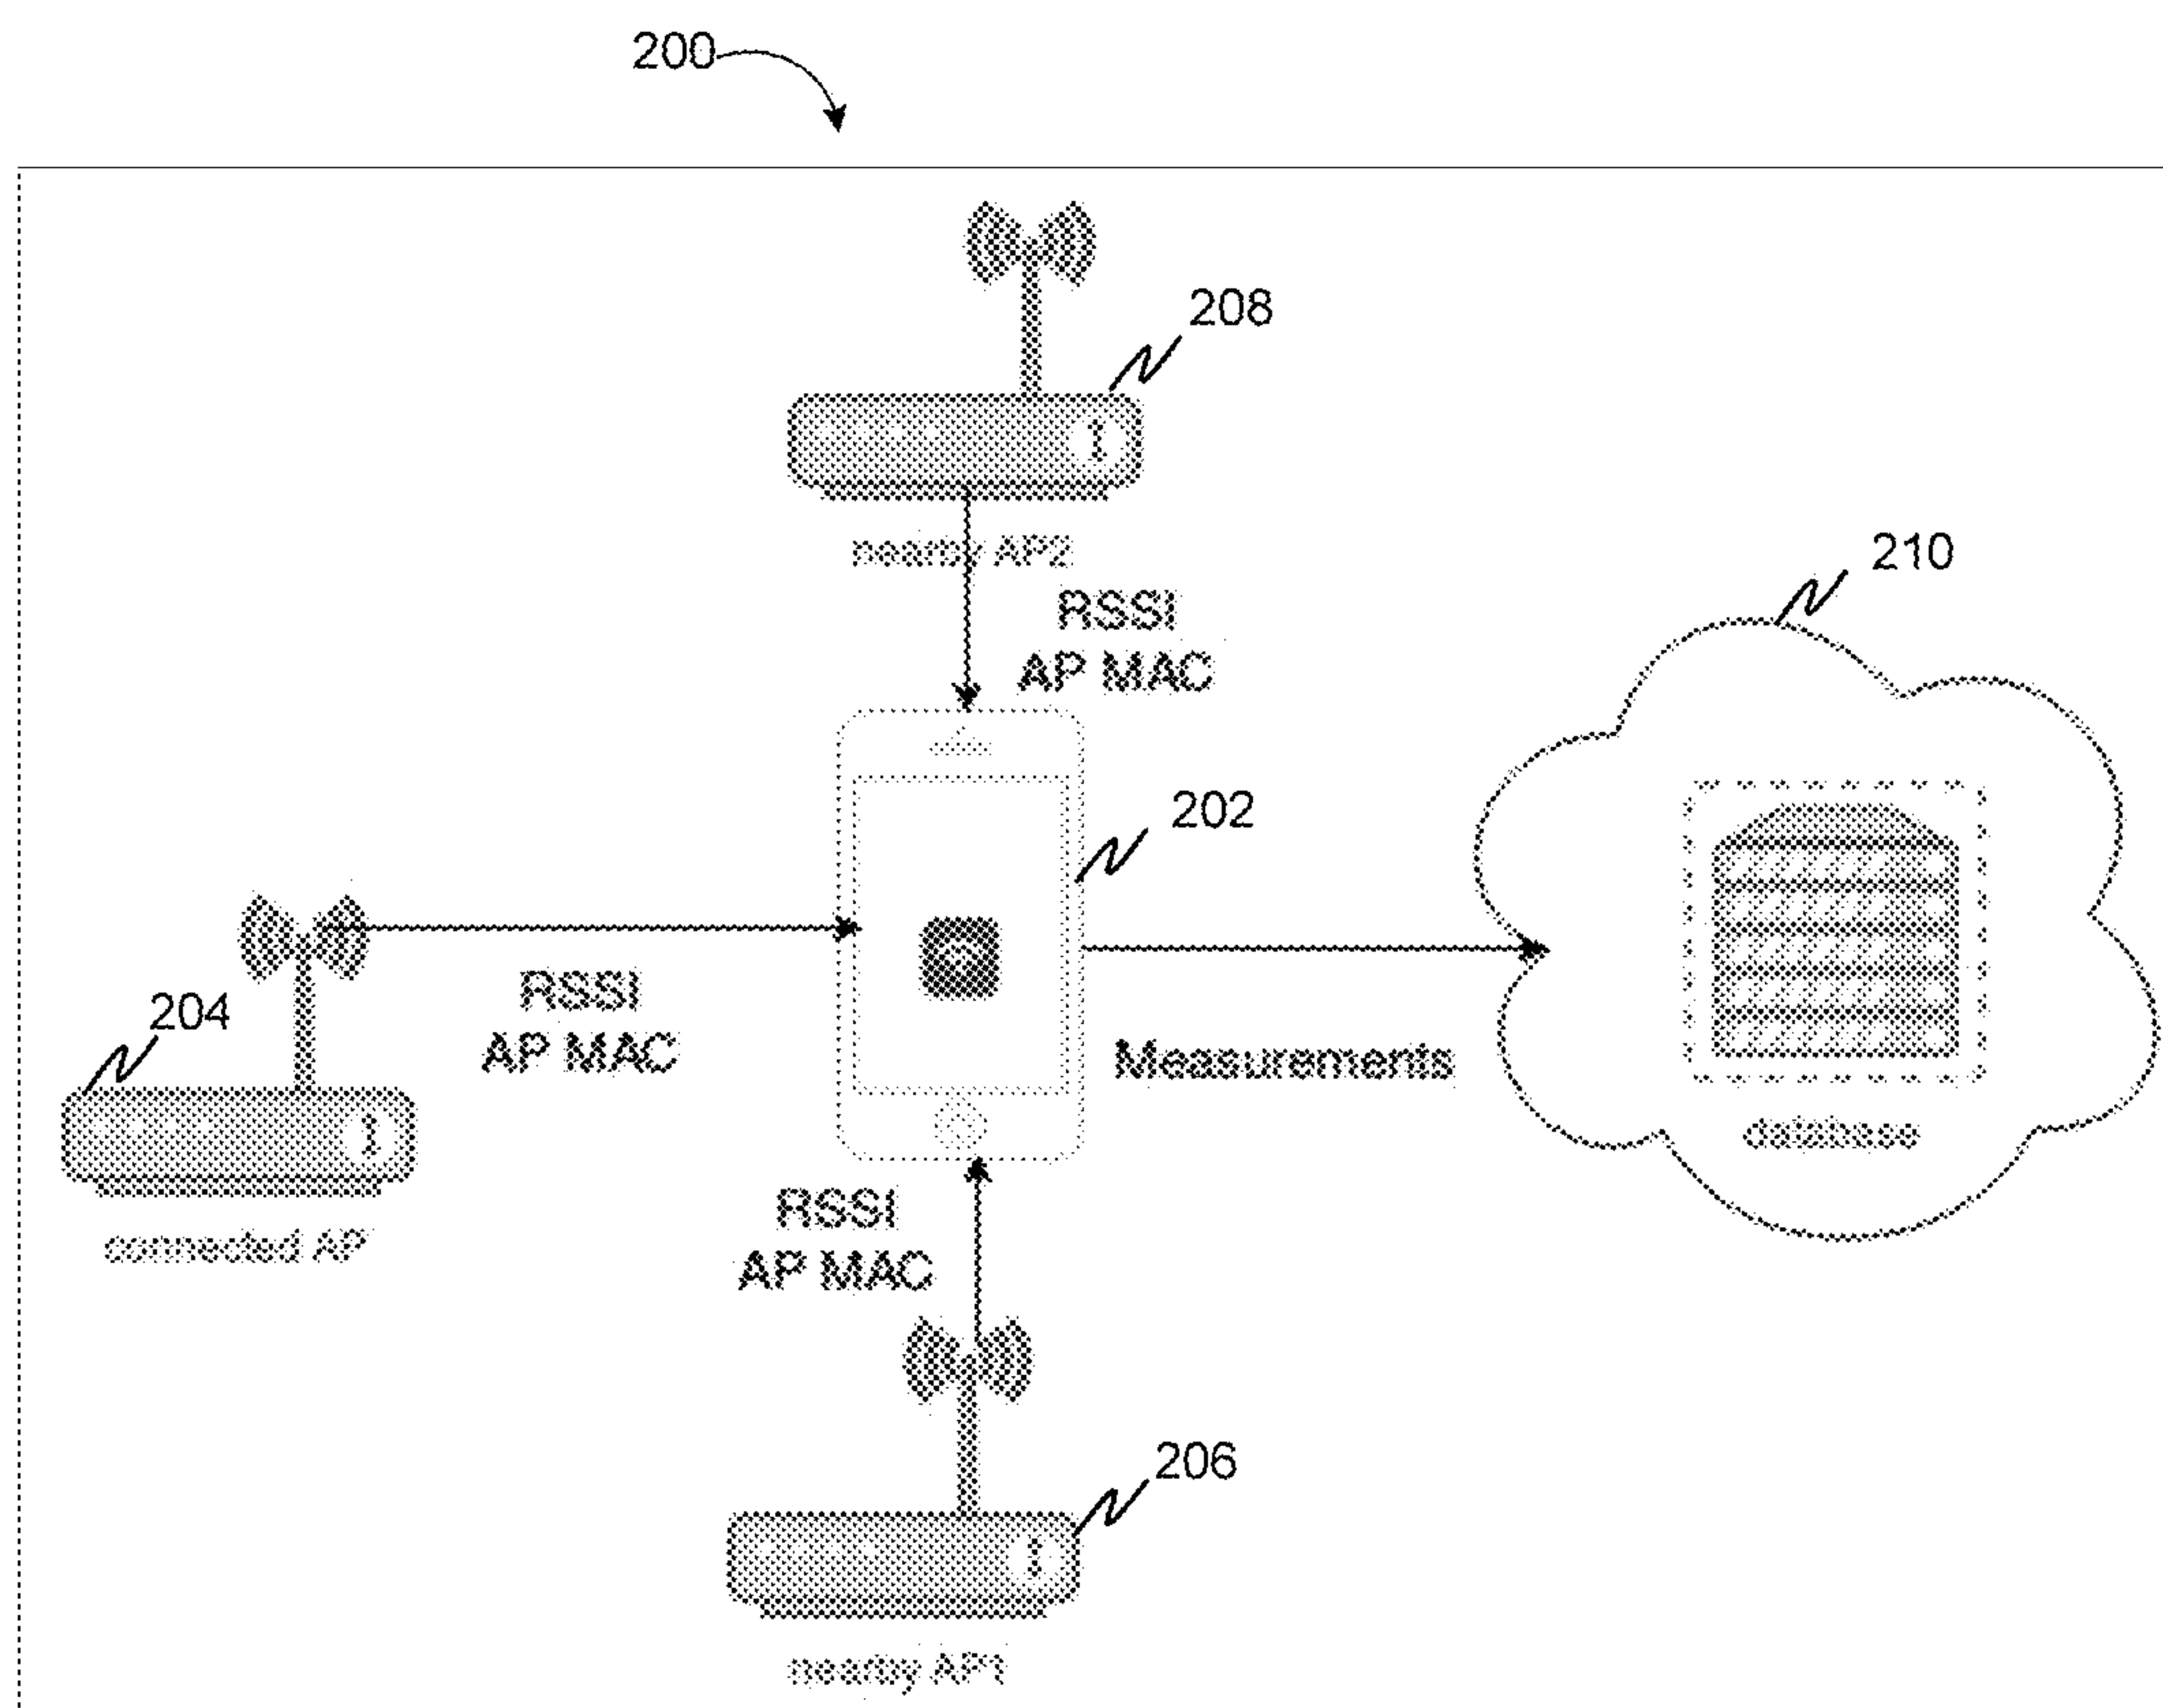 200
208
nearby AP2
210
RSSI
AP MAC
202
204
RSSI
AP MAC
Measurements
database
connected AP
RSSI
AP MAC
206
nearby AP1